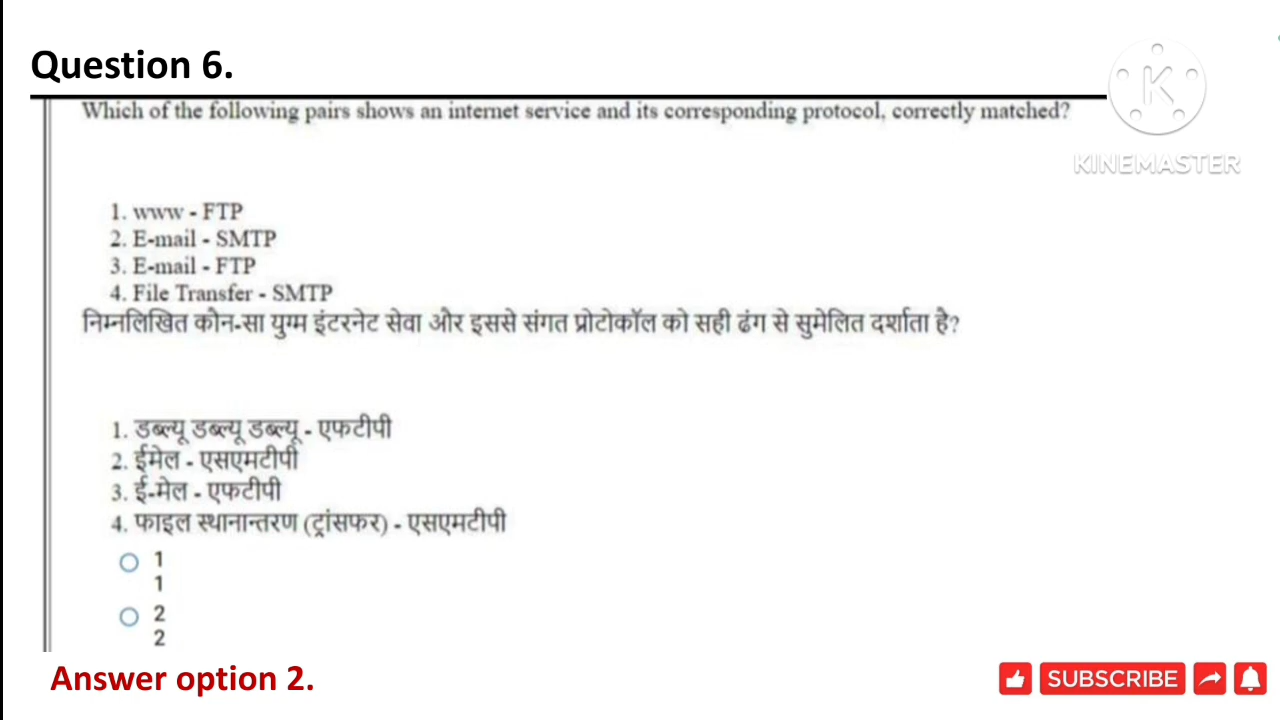 Question 6.
K
KINEMASTER
Which of the following pairs shows an internet service and its corresponding protocol, correctly matched?
1. www - FTP
2. E-mail - SMTP
3. E-mail - FTP
4. File Transfer - SMTP
निम्नलिखित कौन-सा युग्म इंटरनेट सेवा और इससे संगत प्रोटोकॉल को सही ढंग से सुमेलित दर्शाता है?
1. डब्ल्यू डब्ल्यू डब्ल्यू - एफटीपी
2. ईमेल - एसएमटीपी
3. ई-मेल - एफटीपी
4. फाइल स्थानान्तरण (ट्रांसफर) - एसएमटीपी
1
1
2
2
Answer option 2.
SUBSCRIBE